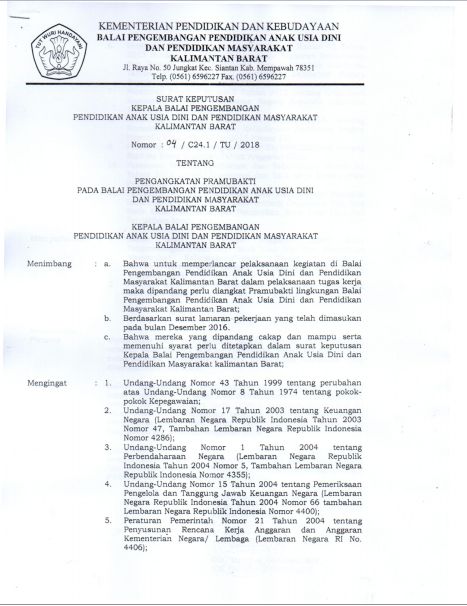 TUT WURI HANDAYANI
KEMENTERIAN PENDIDIKAN DAN KEBUDAYAAN
BALAI PENGEMBANGAN PENDIDIKAN ANAK USIA DINI
DAN PENDIDIKAN MASYARAKAT
KALIMANTAN BARAT
Jl. Raya No. 50 Jungkat Kec. Siantan Kab. Mempawah 78351
Telp. (0561) 6596227 Fax. (0561) 6596227
SURAT KEPUTUSAN
KEPALA BALAI PENGEMBANGAN
PENDIDIKAN ANAK USIA DINI DAN PENDIDIKAN MASYARAKAT
KALIMANTAN BARAT
Nomor : 04 / C24.1 / TU / 2018
TENTANG
PENGANGKATAN PRAMUBAKTI
PADA BALAI PENGEMBANGAN PENDIDIKAN ANAK USIA DINI
DAN PENDIDIKAN MASYARAKAT
KALIMANTAN BARAT
KEPALA BALAI PENGEMBANGAN
PENDIDIKAN ANAK USIA DINI DAN PENDIDIKAN MASYARAKAT
KALIMANTAN BARAT
Menimbang : a. Bahwa untuk memperlancar pelaksanaan kegiatan di Balai
Pengembangan Pendidikan Anak Usia Dini dan Pendidikan
Masyarakat Kalimantan Barat dalam pelaksanaan tugas kerja
maka dipandang perlu diangkat Pramubakti lingkungan Balai
Pengembangan Pendidikan Anak Usia Dini dan Pendidikan
Masyarakat Kalimantan Barat;
b. Berdasarkan surat lamaran pekerjaan yang telah dimasukan
pada bulan Desember 2016.
c. Bahwa mereka yang dipandang cakap dan mampu serta
memenuhi syarat perlu ditetapkan dalam surat keputusan
Kepala Balai Pengembangan Pendidikan Anak Usia Dini dan
Pendidikan Masyarakat kalimantan Barat;
Mengingat : 1. Undang-Undang Nomor 43 Tahun 1999 tentang perubahan
atas Undang-Undang Nomor 8 Tahun 1974 tentang pokok-
pokok Kepegawaian;
2. Undang-Undang Nomor 17 Tahun 2003 tentang Keuangan
Negara (Lembaran Negara Republik Indonesia Tahun 2003
Nomor 47, Tambahan Lembaran Negara Republik Indonesia
Nomor 4286);
3. Undang-Undang Nomor 1 Tahun 2004 tentang
Perbendaharaan Negara (Lembaran Negara Republik
Indonesia Tahun 2004 Nomor 5, Tambahan Lembaran Negara
Republik Indonesia Nomor 4355);
4. Undang-Undang Nomor 15 Tahun 2004 tentang Pemeriksaan
Pengelola dan Tanggung Jawab Keuangan Negara (Lembaran
Negara Republik Indonesia Tahun 2004 Nomor 66 tambahan
Lembaran Negara Republik Indonesia Nomor 4400);
5. Peraturan Pemerintah Nomor 21 Tahun 2004 tentang
Penyusunan Rencana Kerja Anggaran dan Anggaran
Kementerian Negara/ Lembaga (Lembaran Negara RI No.
4406);